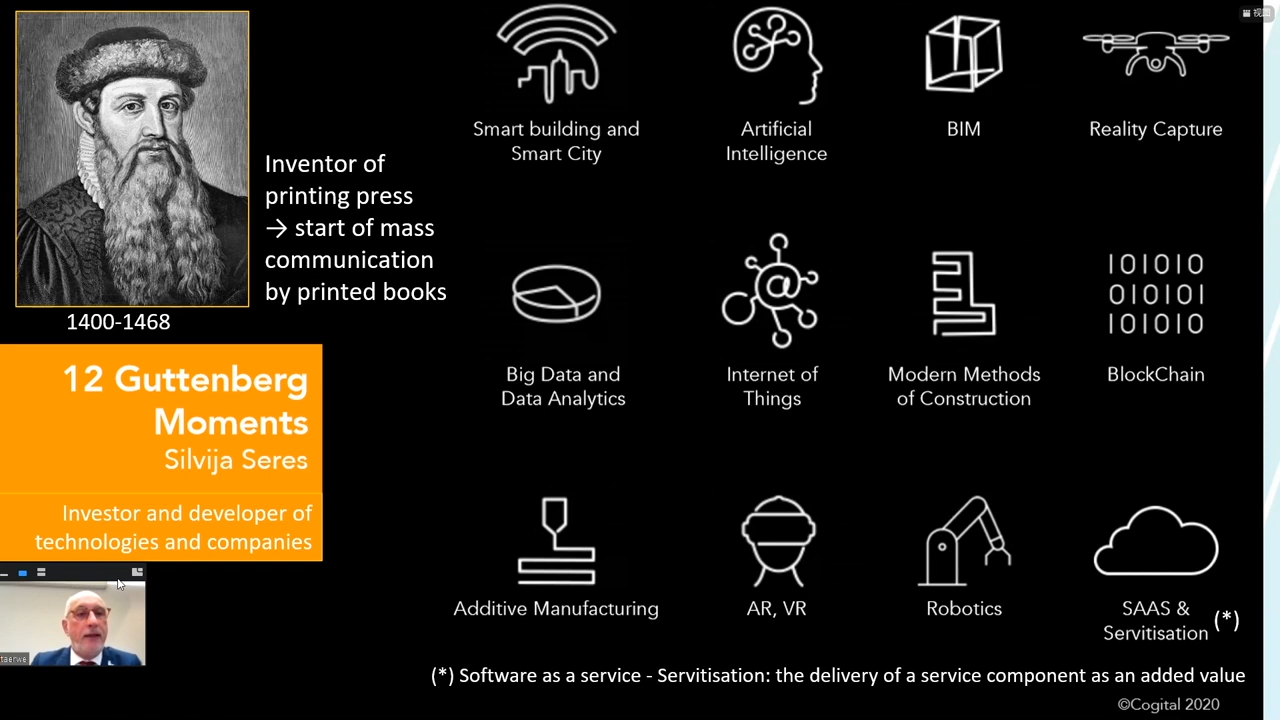 视图
Smart building and
Smart City
Artificial
Intelligence
BIM
Reality Capture
Inventor of
printing press
→ start of mass
communication
by printed books
1400-1468
12 Guttenberg
Moments
Silvija Seres
Investor and developer of
technologies and companies
Big Data and
Data Analytics
Internet of
Things
Modern Methods
of Construction
101010
010101
101010
BlockChain
Additive Manufacturing
AR, VR
Robotics
SAAS &
Servitisation (*)
taerwe
(*) Software as a service - Servitisation: the delivery of a service component as an added value
©Cogital 2020